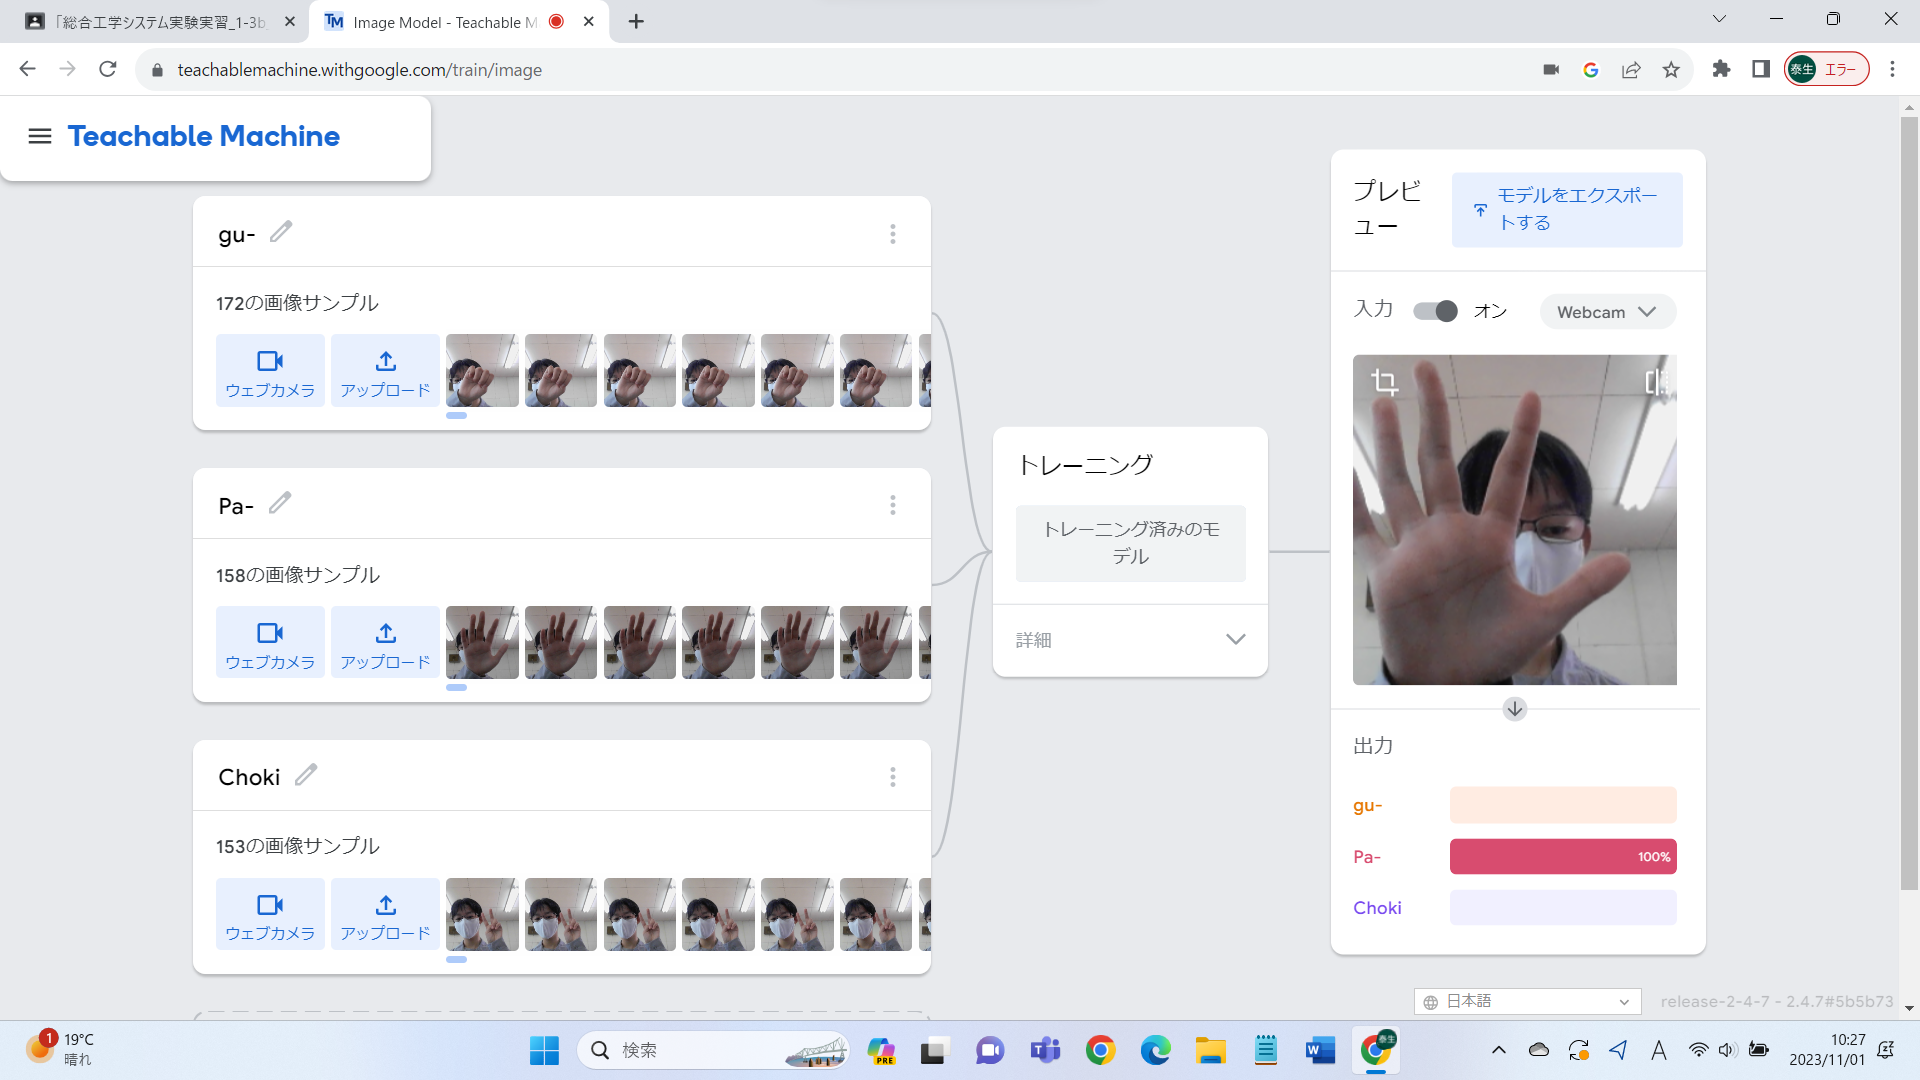 「総合工学システム実験実習_1-3b
Image Model - Teachable M
teachablemachine.withgoogle.com/train/image
泰生 エラー
Teachable Machine
gu-
172の画像サンプル
ウェブカメラ
アップロード
Pa-
158の画像サンプル
ウェブカメラ
アップロード
Choki
153の画像サンプル
ウェブカメラ
アップロード
トレーニング
トレーニング済みのモ
デル
詳細
プレビ
ュー
モデルをエクスポー
トする
入力
オン
Webcam
出力
gu-
Pa-
100%
Choki
日本語
release-2-4-7 - 2.4.7#5b5b73
1
19°C
晴れ
検索
PRE
泰生
A
10:27
2023/11/01